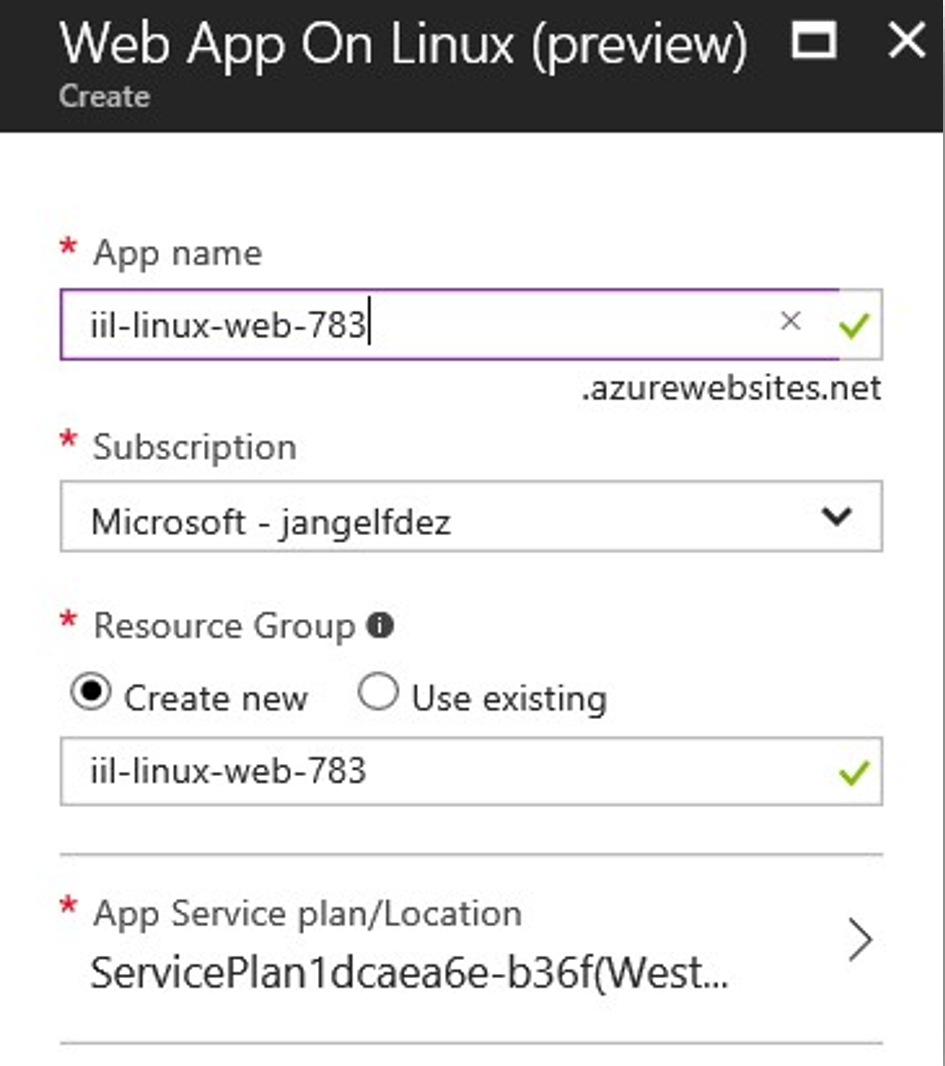 Web App On Linux (preview)
Create
* App name
iil-linux-web-783
.azurewebsites.net
* Subscription
Microsoft - jangelfdez
* Resource Group
Create new Use existing
iil-linux-web-783
* App Service plan/Location
ServicePlan1dcaea6e-b36f(West...